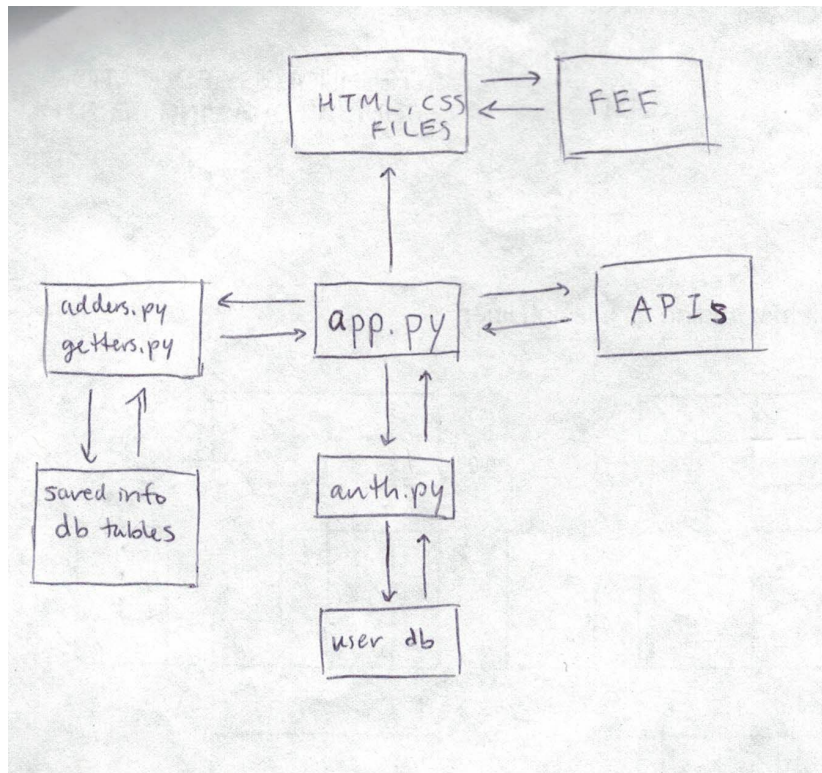 HTML, CSS
FILES
FEF
adders.py
getters.py
app.py
APIs
saved info
db tables
auth.py
user db